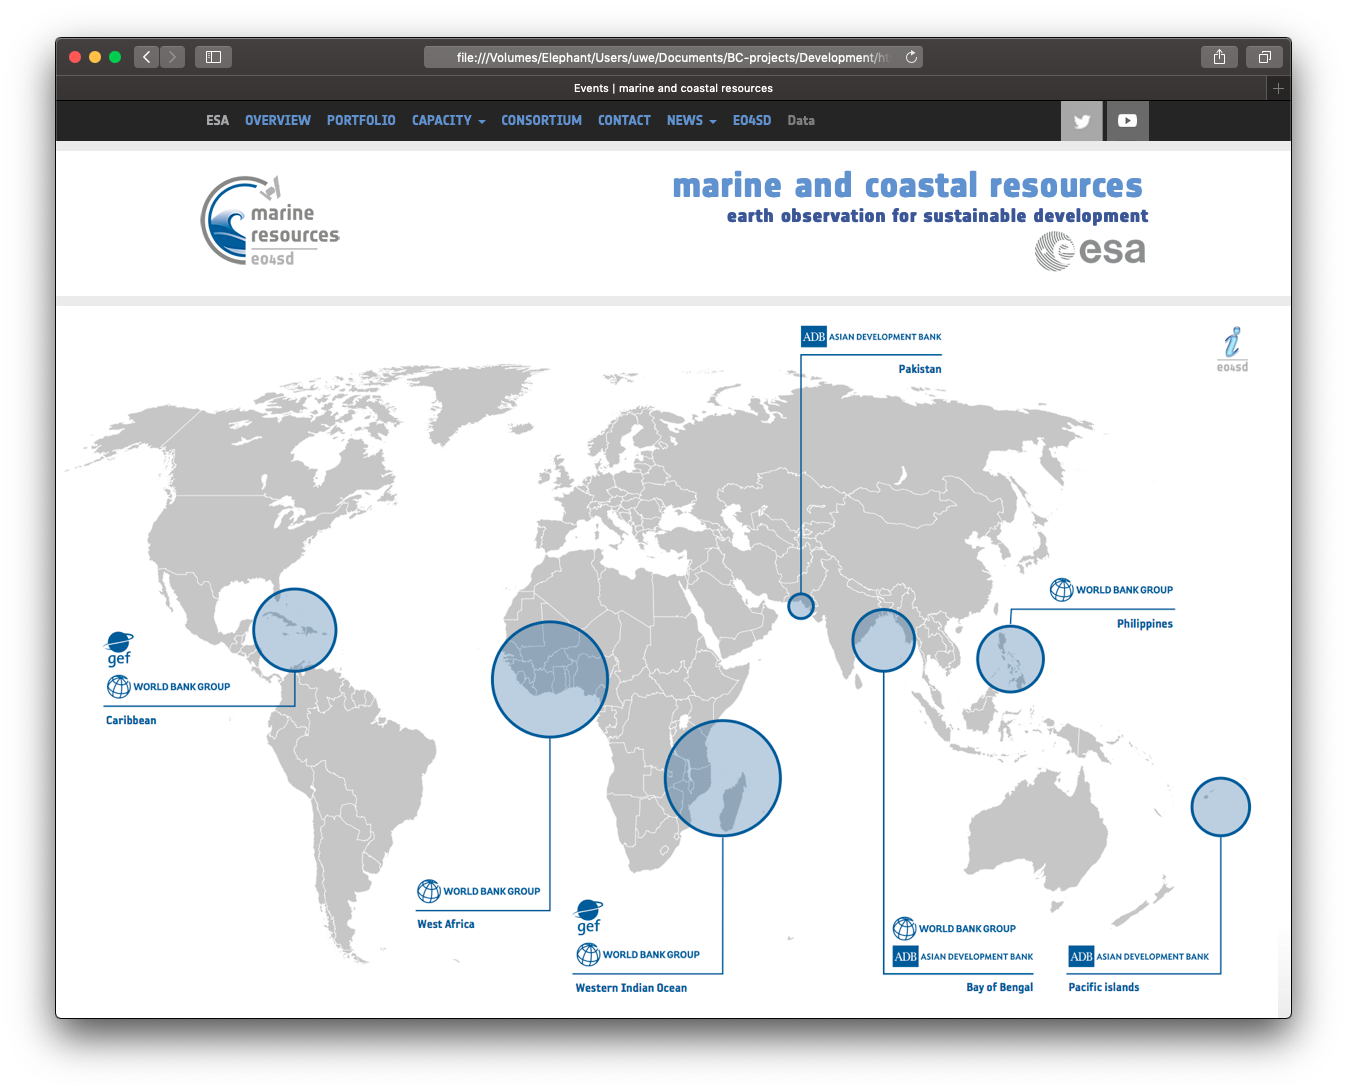 file:///Volumes/Elephant/Users/uwe/Documents/BC-projects/Development/ht
Events | marine and coastal resources
ESA OVERVIEW PORTFOLIO CAPACITY CONSORTIUM CONTACT NEWS EO4SD Data
marine
resources
eo4sd
marine and coastal resources
earth observation for sustainable development
esa
ADB ASIAN DEVELOPMENT BANK
Pakistan
i
eo4sd
WORLD BANK GROUP
Philippines
gef
WORLD BANK GROUP
Caribbean
WORLD BANK GROUP
West Africa
gef
WORLD BANK GROUP
Western Indian Ocean
WORLD BANK GROUP
ADB ASIAN DEVELOPMENT BANK
Bay of Bengal
ADB ASIAN DEVELOPMENT BANK
Pacific islands